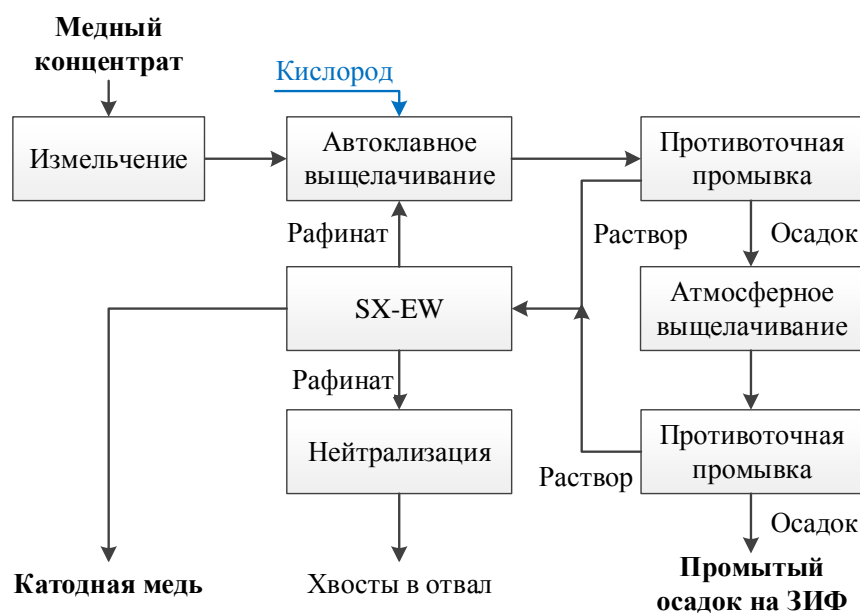 Медный
концентрат
Кислород
Измельчение
Автоклавное
выщелачивание
Противоточная
промывка
Рафинат
Раствор
Осадок
SX-EW
Атмосферное
выщелачивание
Рафинат
Нейтрализация
Противоточная
промывка
Раствор
Осадок
Катодная медь
Хвосты в отвал
Промытый
осадок на ЗИФ